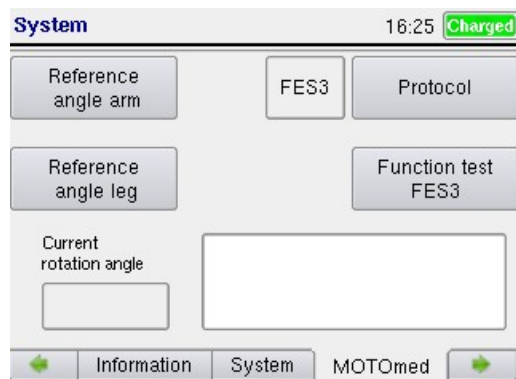 System 16:25 Charged
Reference
angle arm
FES3
Protocol
Reference
angle leg
Function test
FES3
Current
rotation angle
Information System MOTOmed